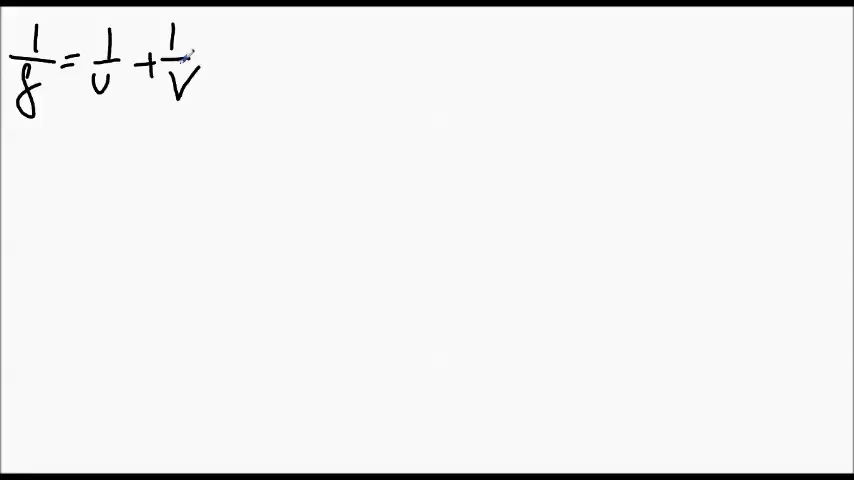 1/f = 1/u + 1/v